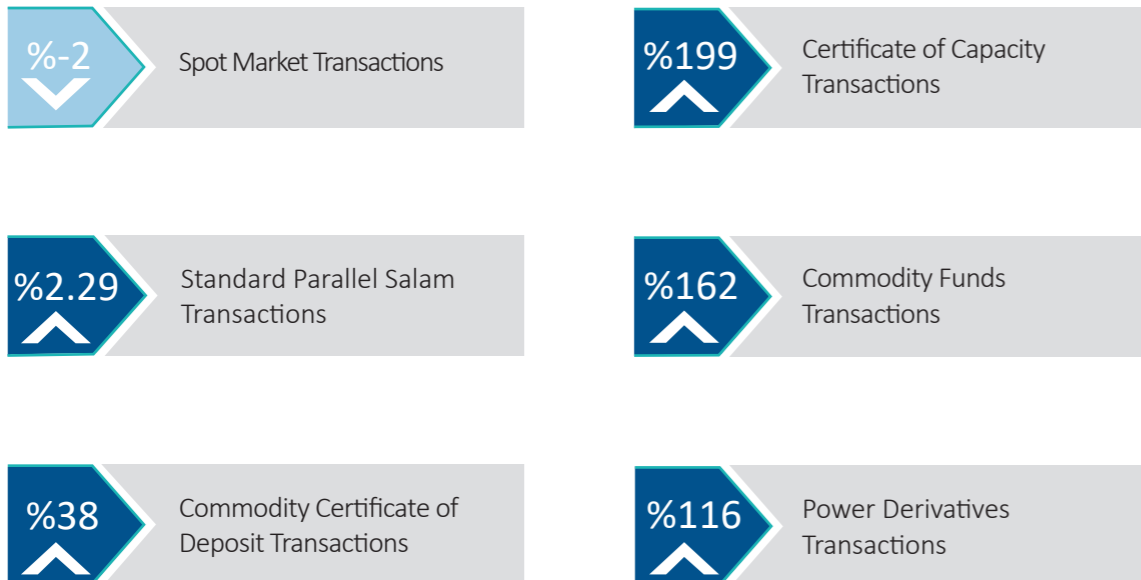 %-2
Spot Market Transactions
%199
Certificate of Capacity
Transactions
%2.29
Standard Parallel Salam
Transactions
%162
Commodity Funds
Transactions
%38
Commodity Certificate of
Deposit Transactions
%116
Power Derivatives
Transactions